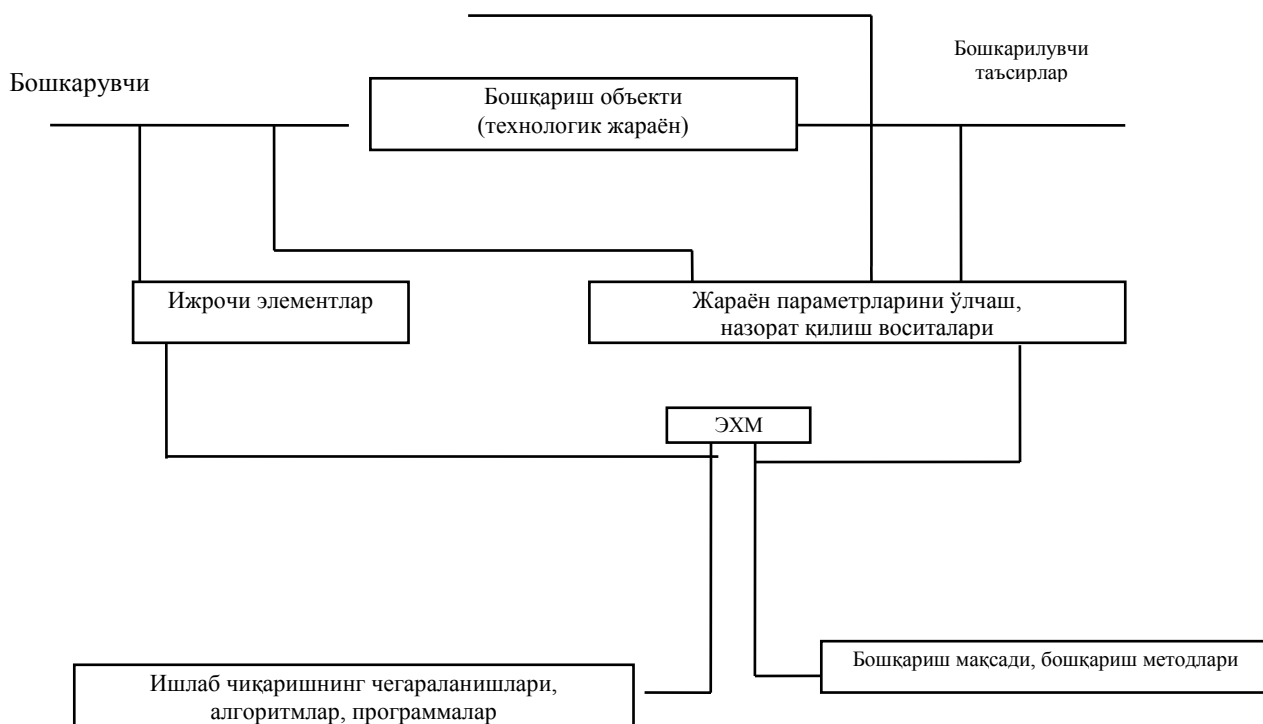 Бошкарилувчи
таъсирлар
Бошкарувчи
Бошқариш объекти
(технологик жараён)
Ижрочи элементлар
Жараён параметрларини ўлчаш,
назорат қилиш воситалари
ЭХМ
Бошқариш мақсади, бошқариш методлари
Ишлаб чиқаришнинг чегараланишлари,
алгоритмлар, программалар